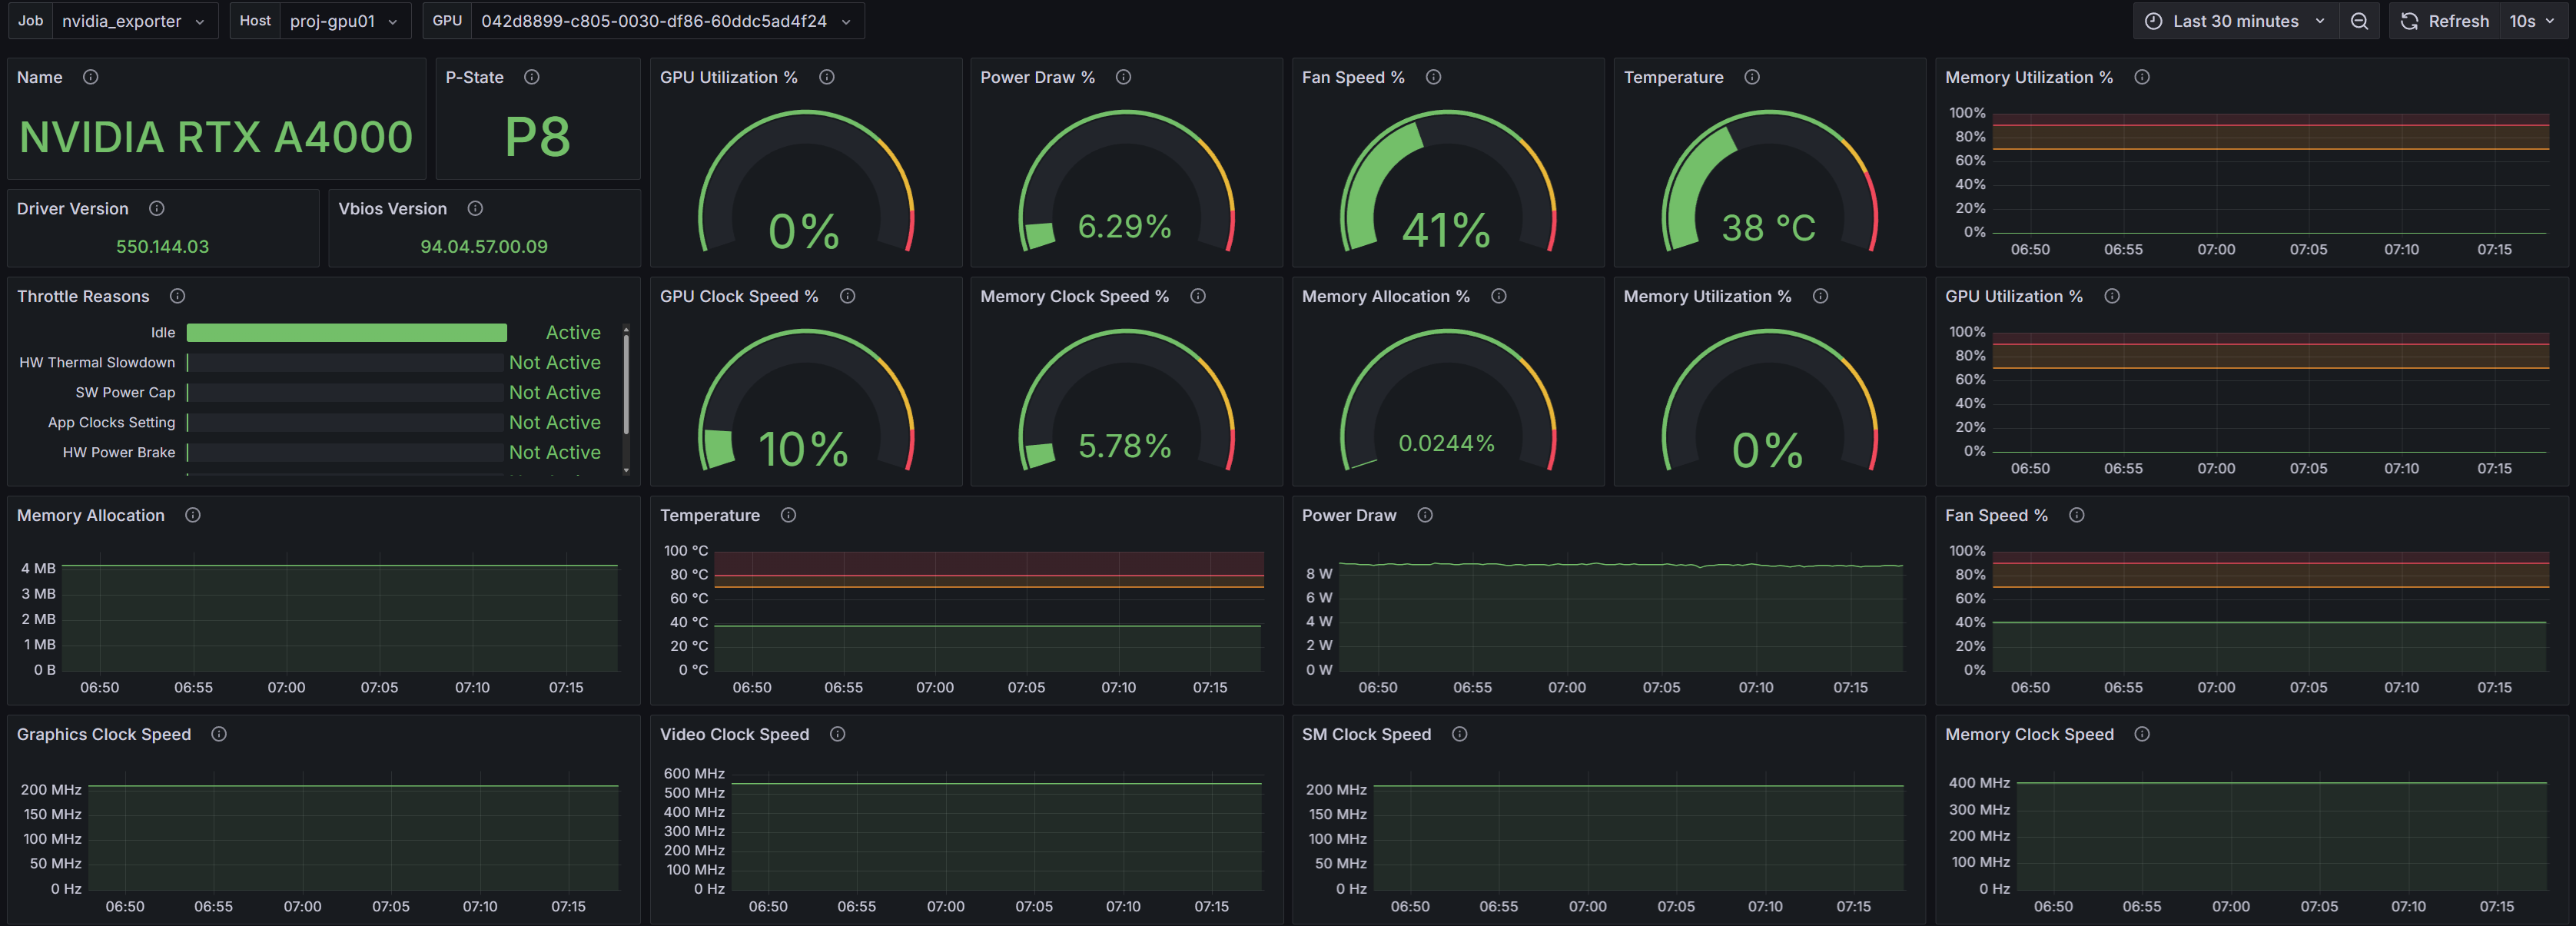 Job nvidia_exporter Host proj-gpu01 GPU 042d8899-c805-0030-df86-60ddc5ad4f24 Last 30 minutes Refresh 10s
Name
NVIDIA RTX A4000
P-State
P8
Driver Version
550.144.03
Vbios Version
94.04.57.00.09
GPU Utilization %
0%
Power Draw %
6.29%
Fan Speed %
41%
Temperature
38 °C
Memory Utilization %
100%
80%
60%
40%
20%
0%
06:50 06:55 07:00 07:05 07:10 07:15
Throttle Reasons
Idle Active
HW Thermal Slowdown Not Active
SW Power Cap Not Active
App Clocks Setting Not Active
HW Power Brake Not Active
GPU Clock Speed %
10%
Memory Clock Speed %
5.78%
Memory Allocation %
0.0244%
Memory Utilization %
0%
GPU Utilization %
100%
80%
60%
40%
20%
0%
06:50 06:55 07:00 07:05 07:10 07:15
Memory Allocation
4 MB
3 MB
2 MB
1 MB
0 B
06:50 06:55 07:00 07:05 07:10 07:15
Temperature
100 °C
80 °C
60 °C
40 °C
20 °C
0 °C
06:50 06:55 07:00 07:05 07:10 07:15
Power Draw
8 W
6 W
4 W
2 W
0 W
06:50 06:55 07:00 07:05 07:10 07:15
Fan Speed %
100%
80%
60%
40%
20%
0%
06:50 06:55 07:00 07:05 07:10 07:15
Graphics Clock Speed
200 MHz
150 MHz
100 MHz
50 MHz
0 Hz
06:50 06:55 07:00 07:05 07:10 07:15
Video Clock Speed
600 MHz
500 MHz
400 MHz
300 MHz
200 MHz
100 MHz
0 Hz
06:50 06:55 07:00 07:05 07:10 07:15
SM Clock Speed
200 MHz
150 MHz
100 MHz
50 MHz
0 Hz
06:50 06:55 07:00 07:05 07:10 07:15
Memory Clock Speed
400 MHz
300 MHz
200 MHz
100 MHz
0 Hz
06:50 06:55 07:00 07:05 07:10 07:15